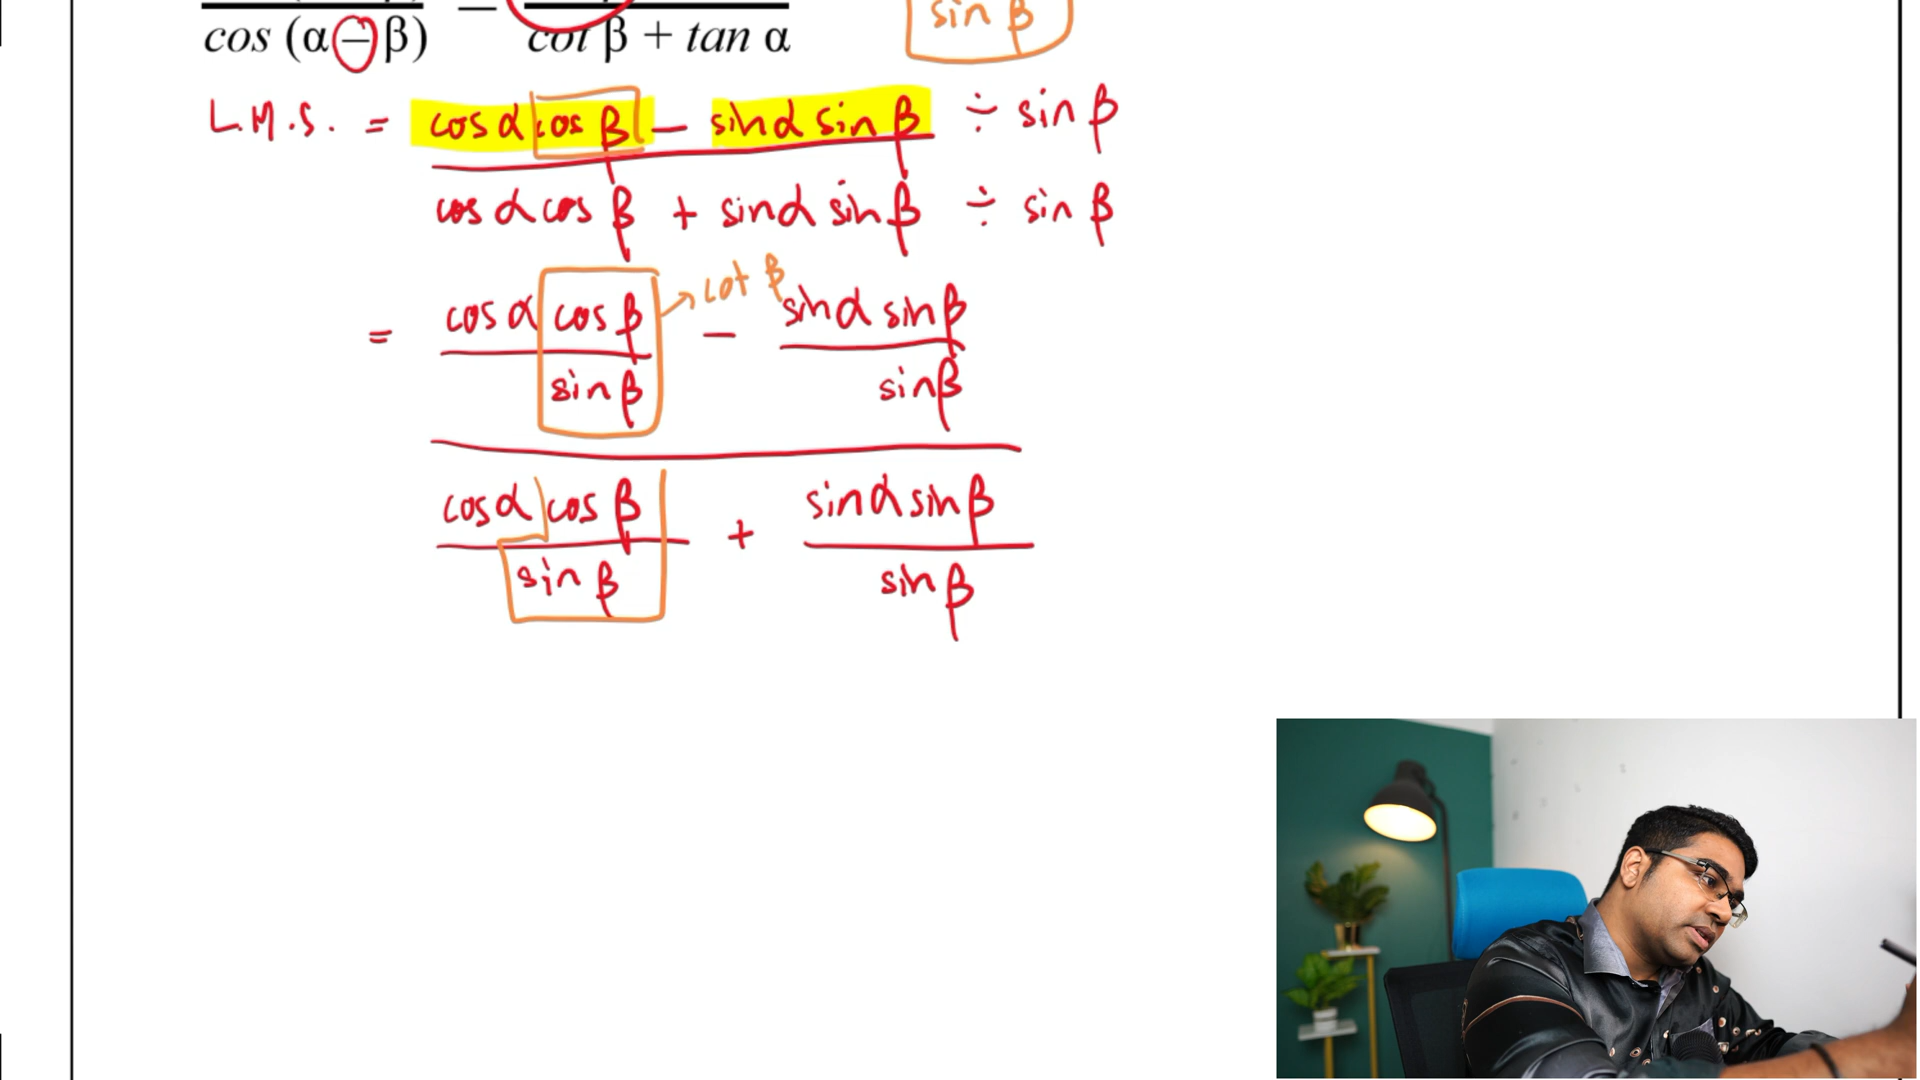 sin β
cos (α − β) − cot β + tan α
L.H.S. = cos α cos β − sin α sin β ÷ sin β
cos α cos β + sin α sin β ÷ sin β
cot β
= cos α cos β − sin α sin β
sin β sin β
cos α cos β + sin α sin β
sin β sin β